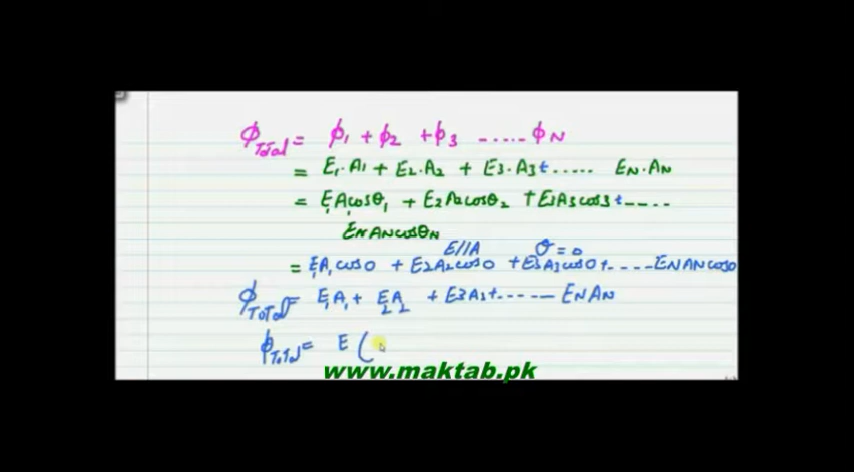 ϕTotal = ϕ1 + ϕ2 + ϕ3 ...... ϕN
= E1.A1 + E2.A2 + E3.A3 + ..... EN.AN
= E1A1cosθ1 + E2A2cosθ2 + E3A3cos3 + ....
ENANcosθN
E//A θ = 0
= E1A1cos0 + E2A2cos0 + E3A3cos0+.....ENANcos0
ϕTOTAL = E1A1 + E2A2 + E3A3+...... ENAN
ϕTOTAL = E (
www.maktab.pk